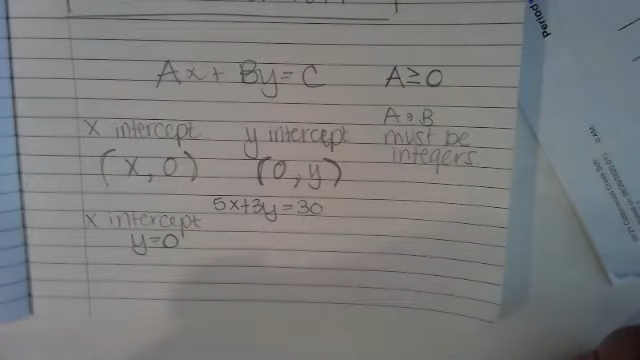 Period
Ax + By = C A ≥ 0
x intercept y intercept A & B must be integers
(x, 0) (0, y)
5x+3y=30
x intercept
y=0